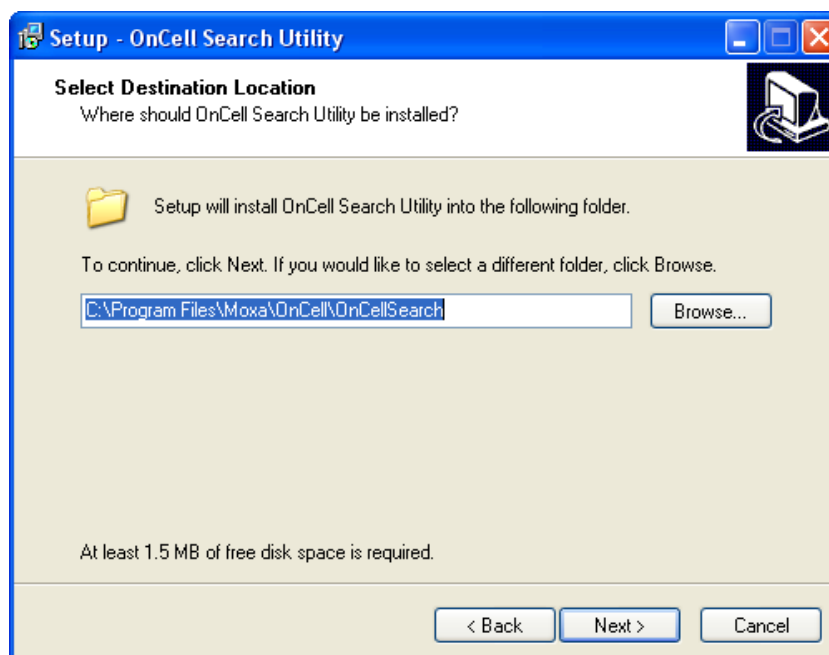 Setup - OnCell Search Utility
Select Destination Location
Where should OnCell Search Utility be installed?
Setup will install OnCell Search Utility into the following folder.
To continue, click Next. If you would like to select a different folder, click Browse.
C:\Program Files\Moxa\OnCell\OnCellSearch
Browse...
At least 1.5 MB of free disk space is required.
< Back Next > Cancel